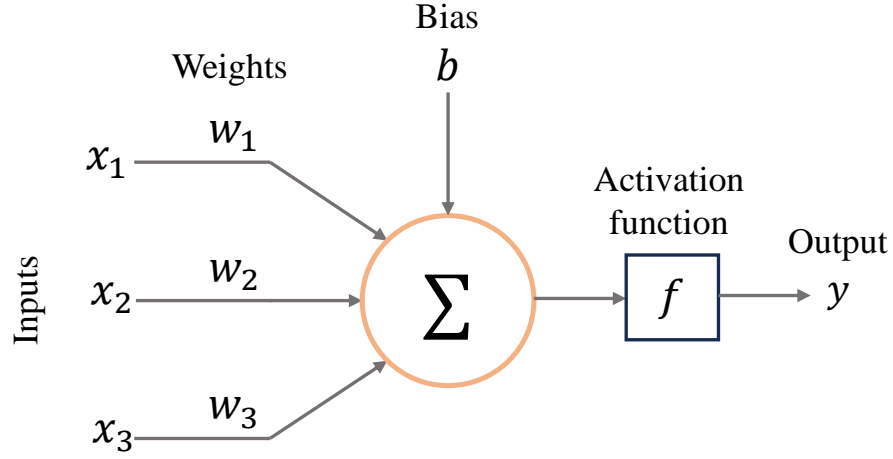 Bias
b
Weights
w₁
x₁
Activation
function
Output
Inputs
x₂
w₂
∑
f
y
x₃
w₃